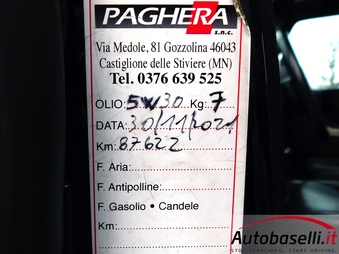 PAGHERA
s.n.c.
Via Medole, 81 Gozzolina 46043
Castiglione delle Stiviere (MN)
Tel. 0376 639 525
OLIO: 5W30 Kg: 7
DATA: 30/11/2021
Km: 87622
F. Aria:
F. Antipolline:
F. Gasolio • Candele
Km:
Autobaselli.it